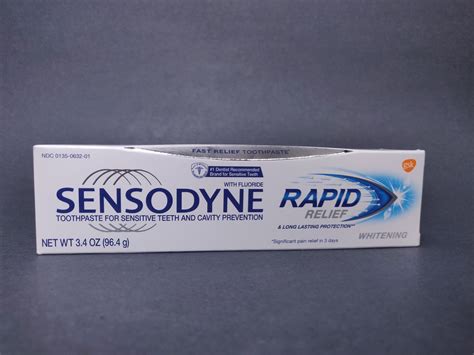 FAST RELIEF TOOTHPASTE
NDC 0135-0632-01
#1 Dentist Recommended
Brand for Sensitive Teeth
gsk
WITH FLUORIDE
SENSODYNE
TOOTHPASTE FOR SENSITIVE TEETH AND CAVITY PREVENTION
NET WT 3.4 OZ (96.4 g)
RAPID
RELIEF
& LONG LASTING PROTECTION*
WHITENING
*Significant pain relief in 3 days